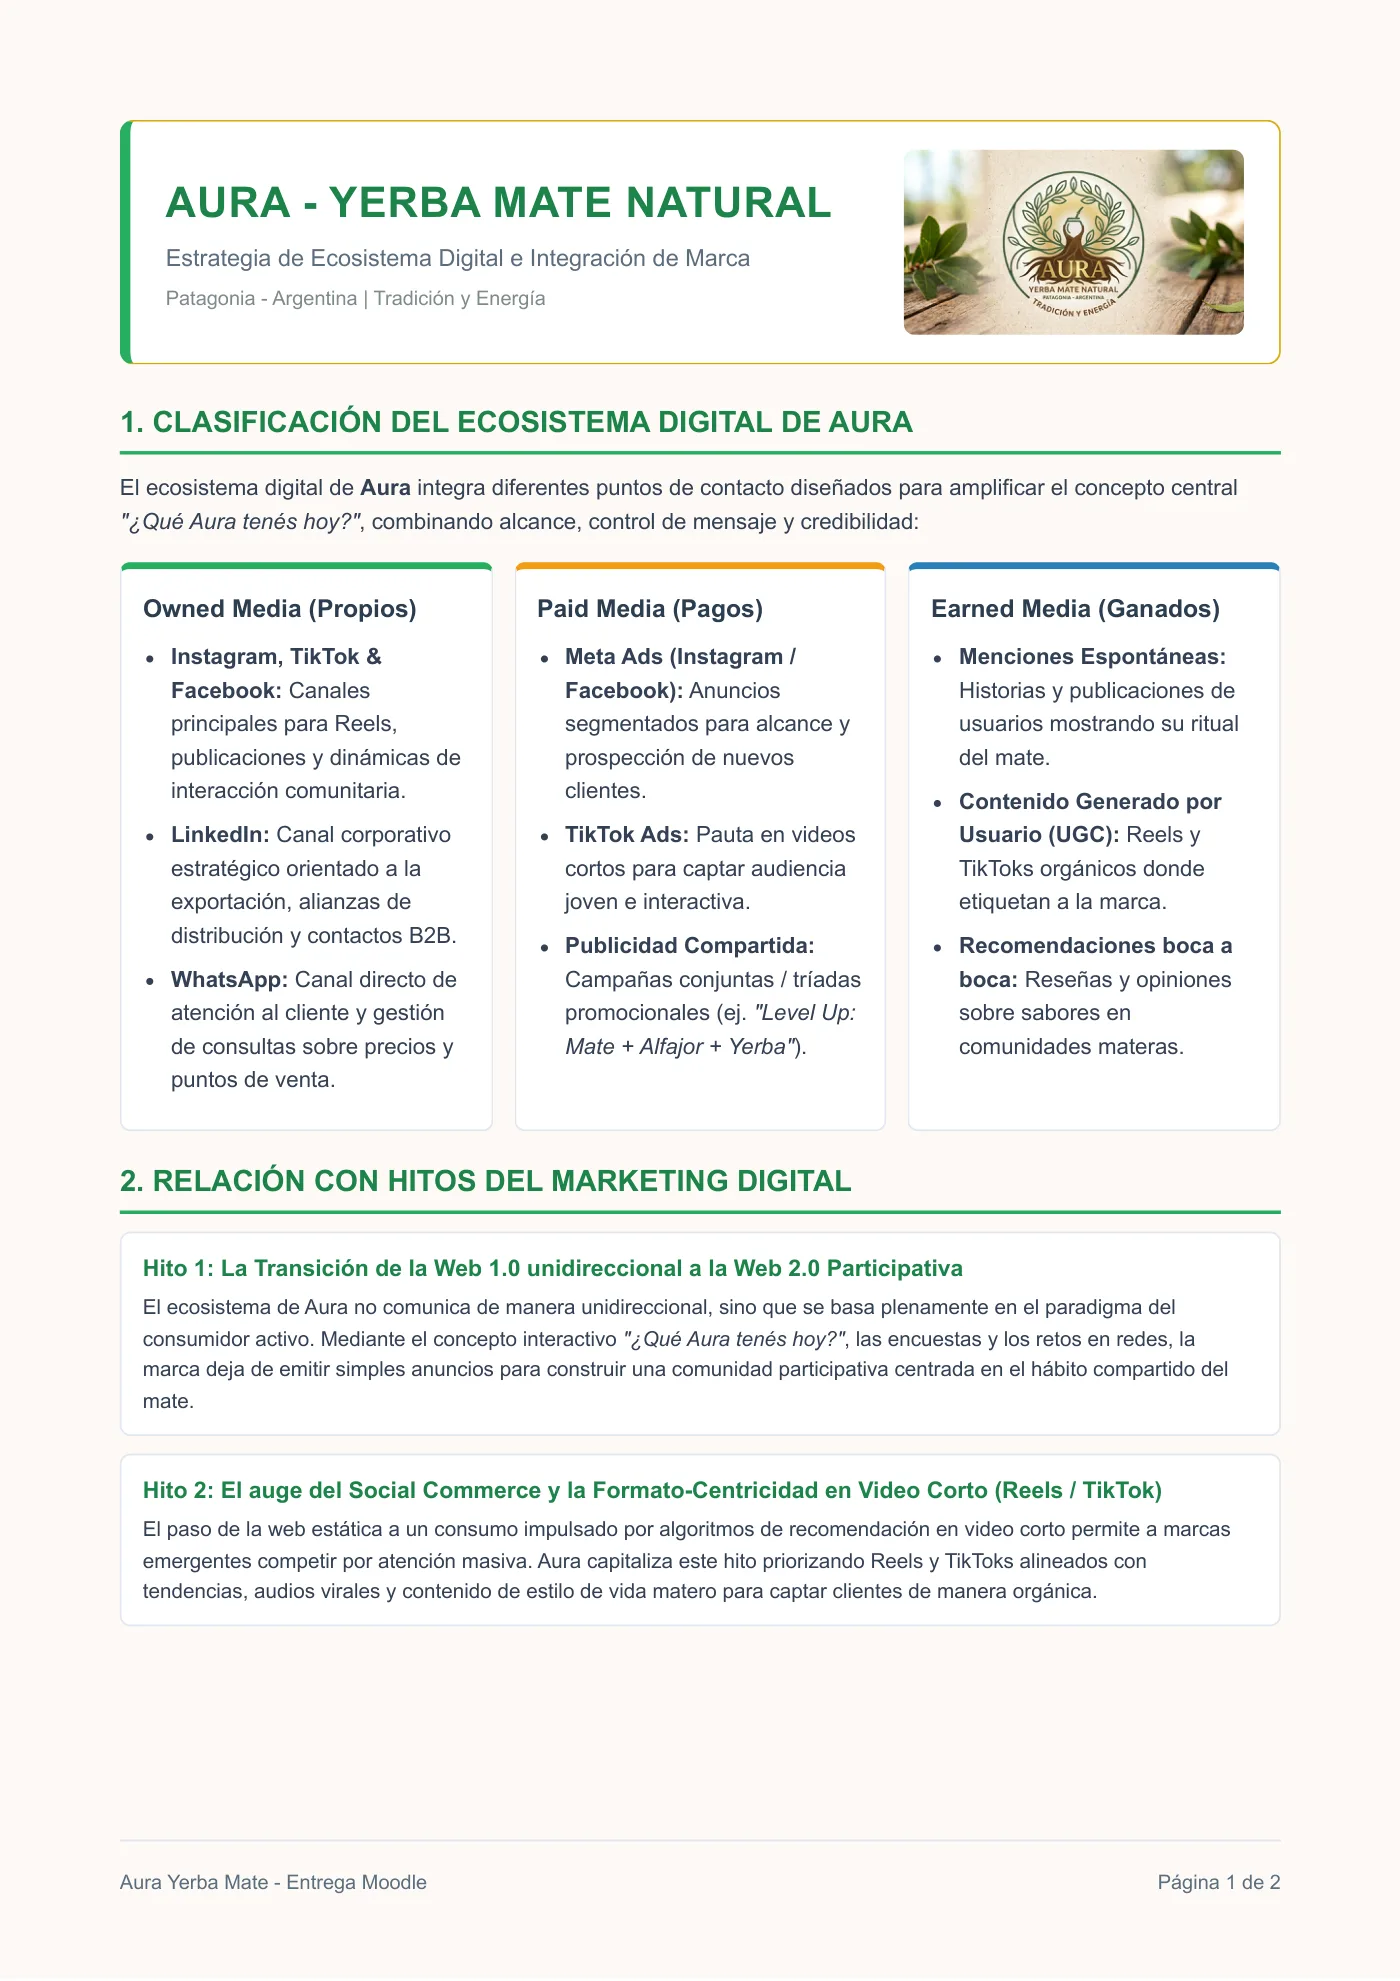 AURA - YERBA MATE NATURAL
Estrategia de Ecosistema Digital e Integración de Marca
Patagonia - Argentina | Tradición y Energía
AURA
YERBA MATE NATURAL
PATAGONIA - ARGENTINA
TRADICIÓN Y ENERGÍA
1. CLASIFICACIÓN DEL ECOSISTEMA DIGITAL DE AURA
El ecosistema digital de Aura integra diferentes puntos de contacto diseñados para amplificar el concepto central
"¿Qué Aura tenés hoy?", combinando alcance, control de mensaje y credibilidad:
Owned Media (Propios)
• Instagram, TikTok &
Facebook: Canales
principales para Reels,
publicaciones y dinámicas de
interacción comunitaria.
• LinkedIn: Canal corporativo
estratégico orientado a la
exportación, alianzas de
distribución y contactos B2B.
• WhatsApp: Canal directo de
atención al cliente y gestión
de consultas sobre precios y
puntos de venta.
Paid Media (Pagos)
• Meta Ads (Instagram /
Facebook): Anuncios
segmentados para alcance y
prospección de nuevos
clientes.
• TikTok Ads: Pauta en videos
cortos para captar audiencia
joven e interactiva.
• Publicidad Compartida:
Campañas conjuntas / tríadas
promocionales (ej. "Level Up:
Mate + Alfajor + Yerba").
Earned Media (Ganados)
• Menciones Espontáneas:
Historias y publicaciones de
usuarios mostrando su ritual
del mate.
• Contenido Generado por
Usuario (UGC): Reels y
TikToks orgánicos donde
etiquetan a la marca.
• Recomendaciones boca a
boca: Reseñas y opiniones
sobre sabores en
comunidades materas.
2. RELACIÓN CON HITOS DEL MARKETING DIGITAL
Hito 1: La Transición de la Web 1.0 unidireccional a la Web 2.0 Participativa
El ecosistema de Aura no comunica de manera unidireccional, sino que se basa plenamente en el paradigma del
consumidor activo. Mediante el concepto interactivo "¿Qué Aura tenés hoy?", las encuestas y los retos en redes, la
marca deja de emitir simples anuncios para construir una comunidad participativa centrada en el hábito compartido del
mate.
Hito 2: El auge del Social Commerce y la Formato-Centricidad en Video Corto (Reels / TikTok)
El paso de la web estática a un consumo impulsado por algoritmos de recomendación en video corto permite a marcas
emergentes competir por atención masiva. Aura capitaliza este hito priorizando Reels y TikToks alineados con
tendencias, audios virales y contenido de estilo de vida matero para captar clientes de manera orgánica.
Aura Yerba Mate - Entrega Moodle
Página 1 de 2